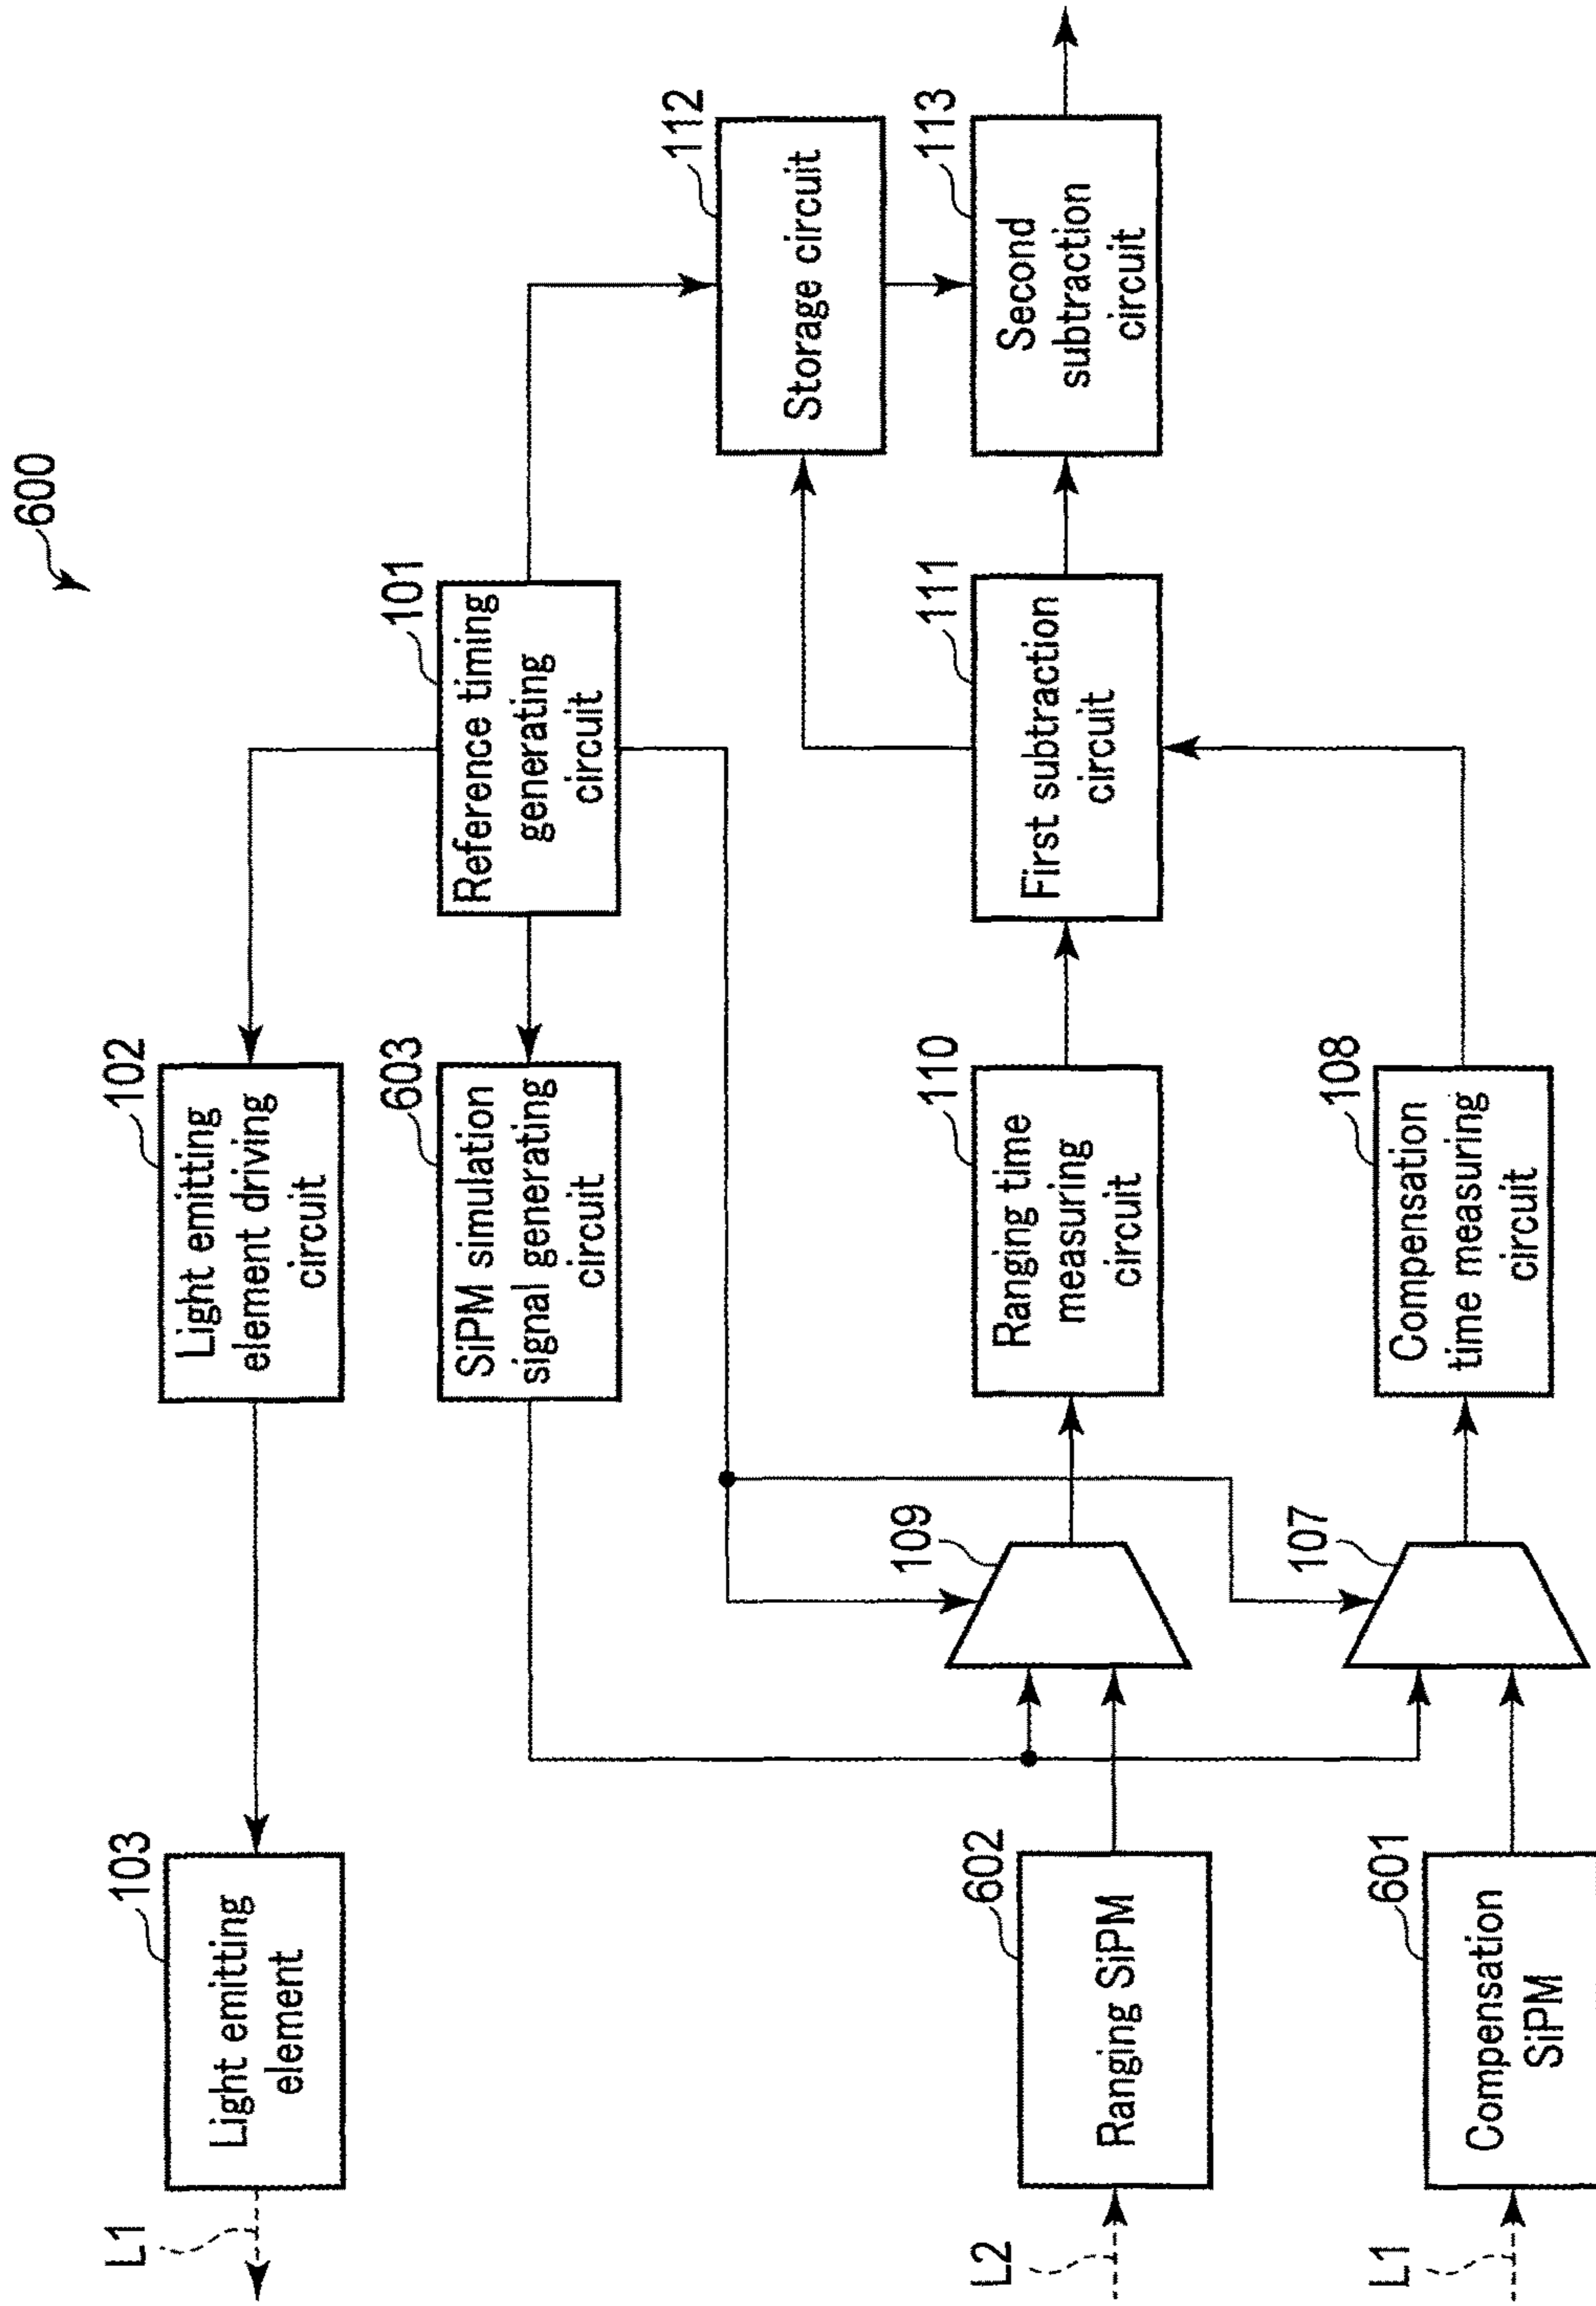 600
L1
103
Light emitting
element
102
Light emitting
element driving
circuit
603
SiPM simulation
signal generating
circuit
101
Reference timing
generating
circuit
112
Storage circuit
L2
602
Ranging SiPM
109
110
Ranging time
measuring
circuit
111
First subtraction
circuit
113
Second
subtraction
circuit
L1
601
Compensation
SiPM
107
108
Compensation
time measuring
circuit